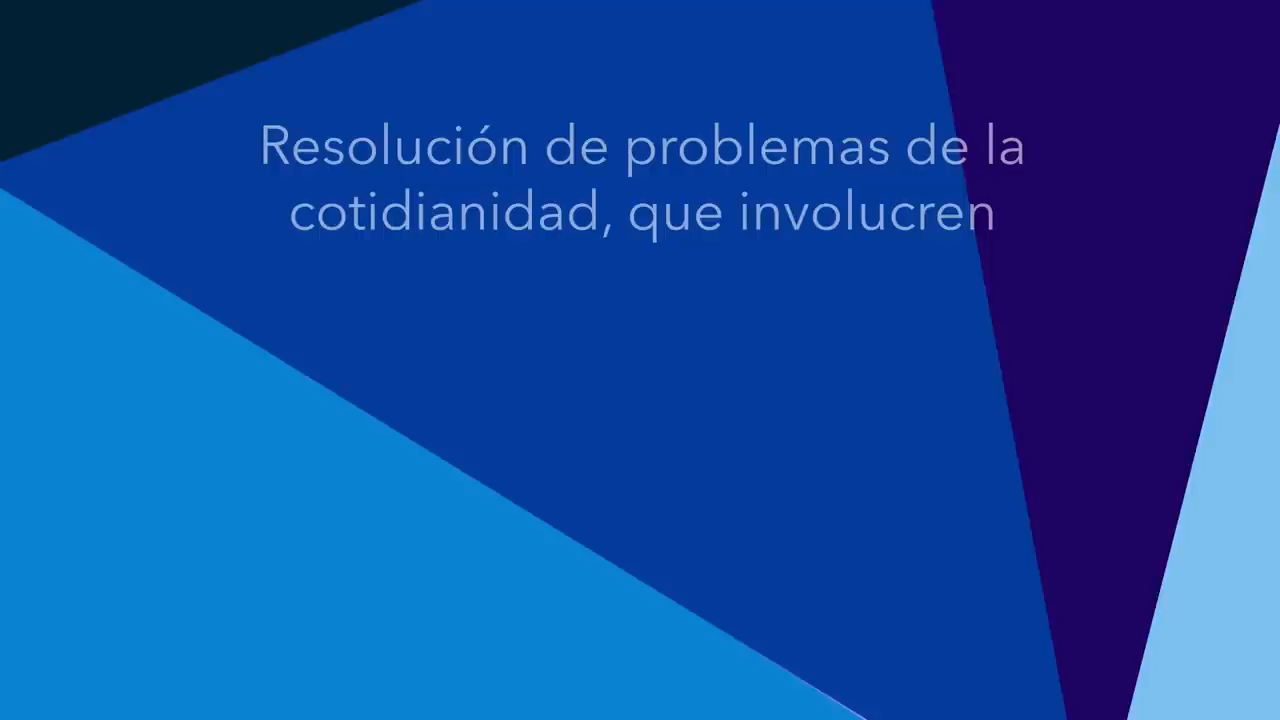 Resolución de problemas de la
cotidianidad, que involucren